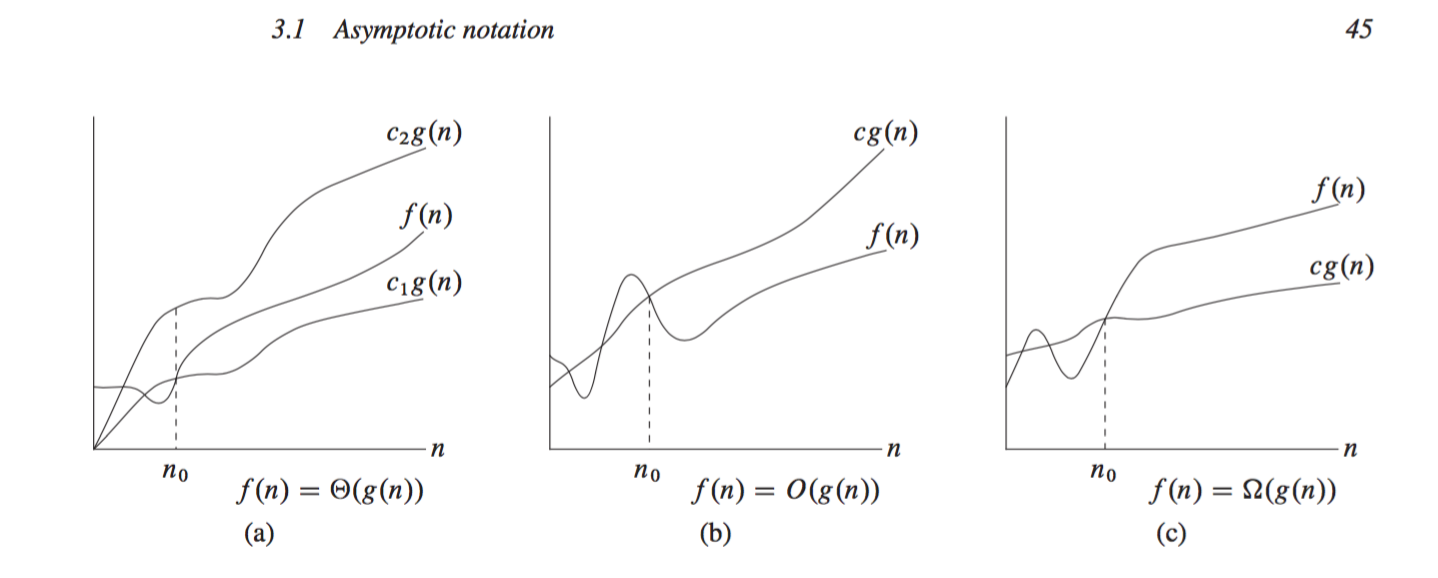 3.1 Asymptotic notation 45
c₂g(n)
f(n)
c₁g(n)
n
n₀
f(n) = Θ(g(n))
(a)
cg(n)
f(n)
n
n₀
f(n) = O(g(n))
(b)
f(n)
cg(n)
n
n₀
f(n) = Ω(g(n))
(c)